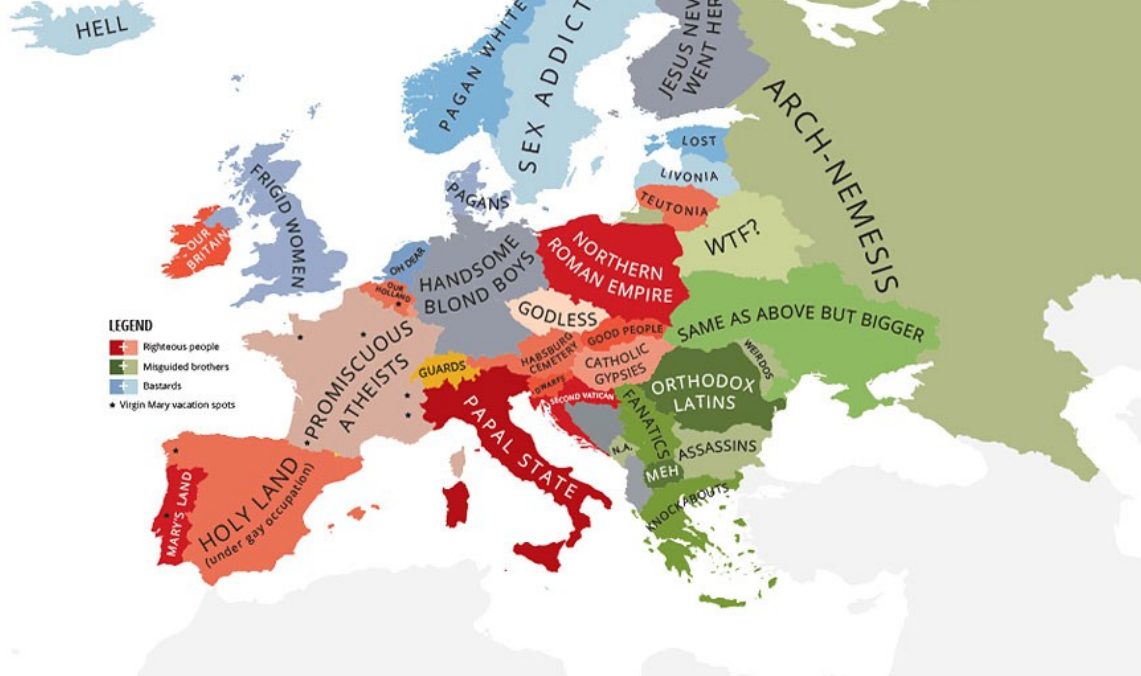 HELL
PAGAN WHITE
SEX ADDICT
JESUS NEV
WENT HER
ARCH-NEMESIS
LOST
LIVONIA
TEUTONIA
FRIGID WOMEN
PAGANS
OUR
BRITAIN
OH DEAR
OUR
HOLLAND
HANDSOME
BLOND BOYS
NORTHERN
ROMAN EMPIRE
WTF?
SAME AS ABOVE BUT BIGGER
GODLESS
GOOD PEOPLE
HABSBURG
CEMETERY
CATHOLIC
GYPSIES
WEIRDOS
PROMISCUOUS
ATHEISTS
GUARDS
DWARFS
SECOND VATICAN
ORTHODOX
LATINS
PAPAL STATE
FANATICS
N.A.
ASSASSINS
MEH
KNOCKABOUTS
MARY'S LAND
HOLY LAND
(under gay occupation)
LEGEND
Righteous people
Misguided brothers
Bastards
Virgin Mary vacation spots